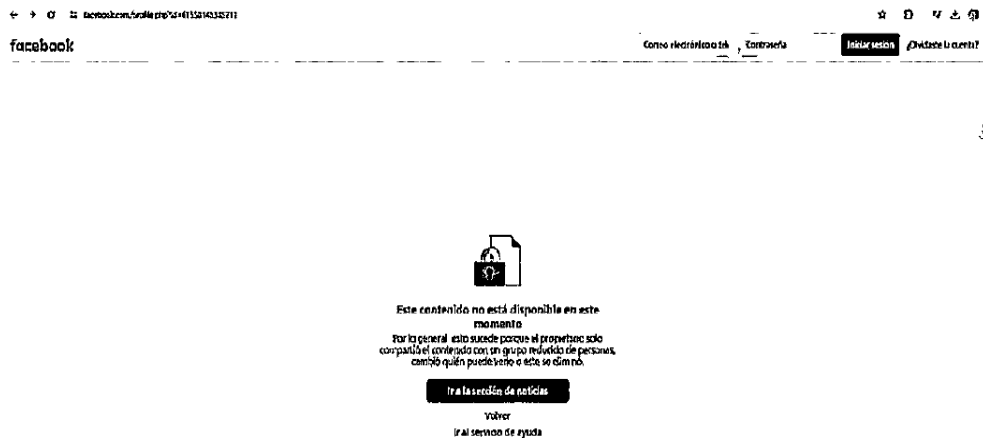 facebook
Correo electrónico o tel Contraseña Iniciar sesión ¿Olvidaste la cuenta?
Este contenido no está disponible en este
momento
Por lo general, esto sucede porque el propietario solo
compartió el contenido con un grupo reducido de personas,
cambió quién puede verlo o este se eliminó.
Ir a la sección de noticias
Volver
Ir al servicio de ayuda